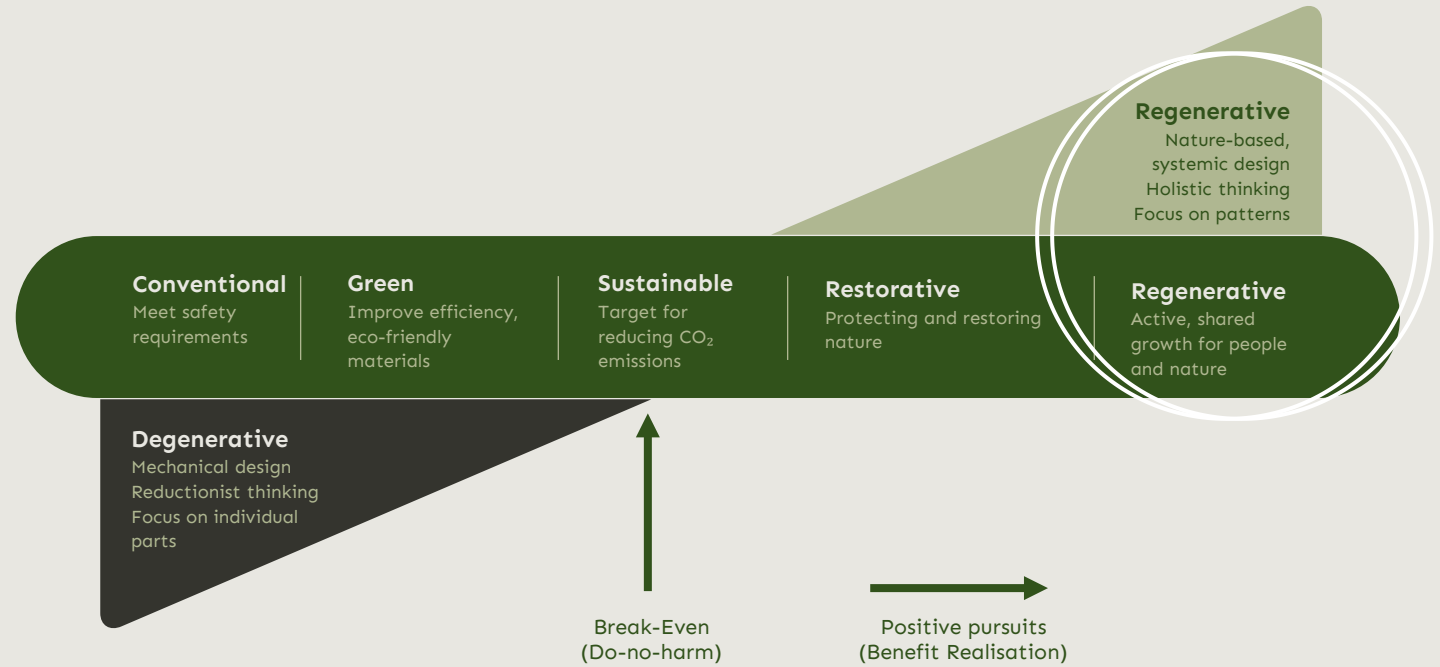 Regenerative
Nature-based,
systemic design
Holistic thinking
Focus on patterns
Conventional
Meet safety
requirements
Green
Improve efficiency,
eco-friendly
materials
Sustainable
Target for
reducing CO₂
emissions
Restorative
Protecting and restoring
nature
Regenerative
Active, shared
growth for people
and nature
Degenerative
Mechanical design
Reductionist thinking
Focus on individual
parts
Break-Even
(Do-no-harm)
Positive pursuits
(Benefit Realisation)